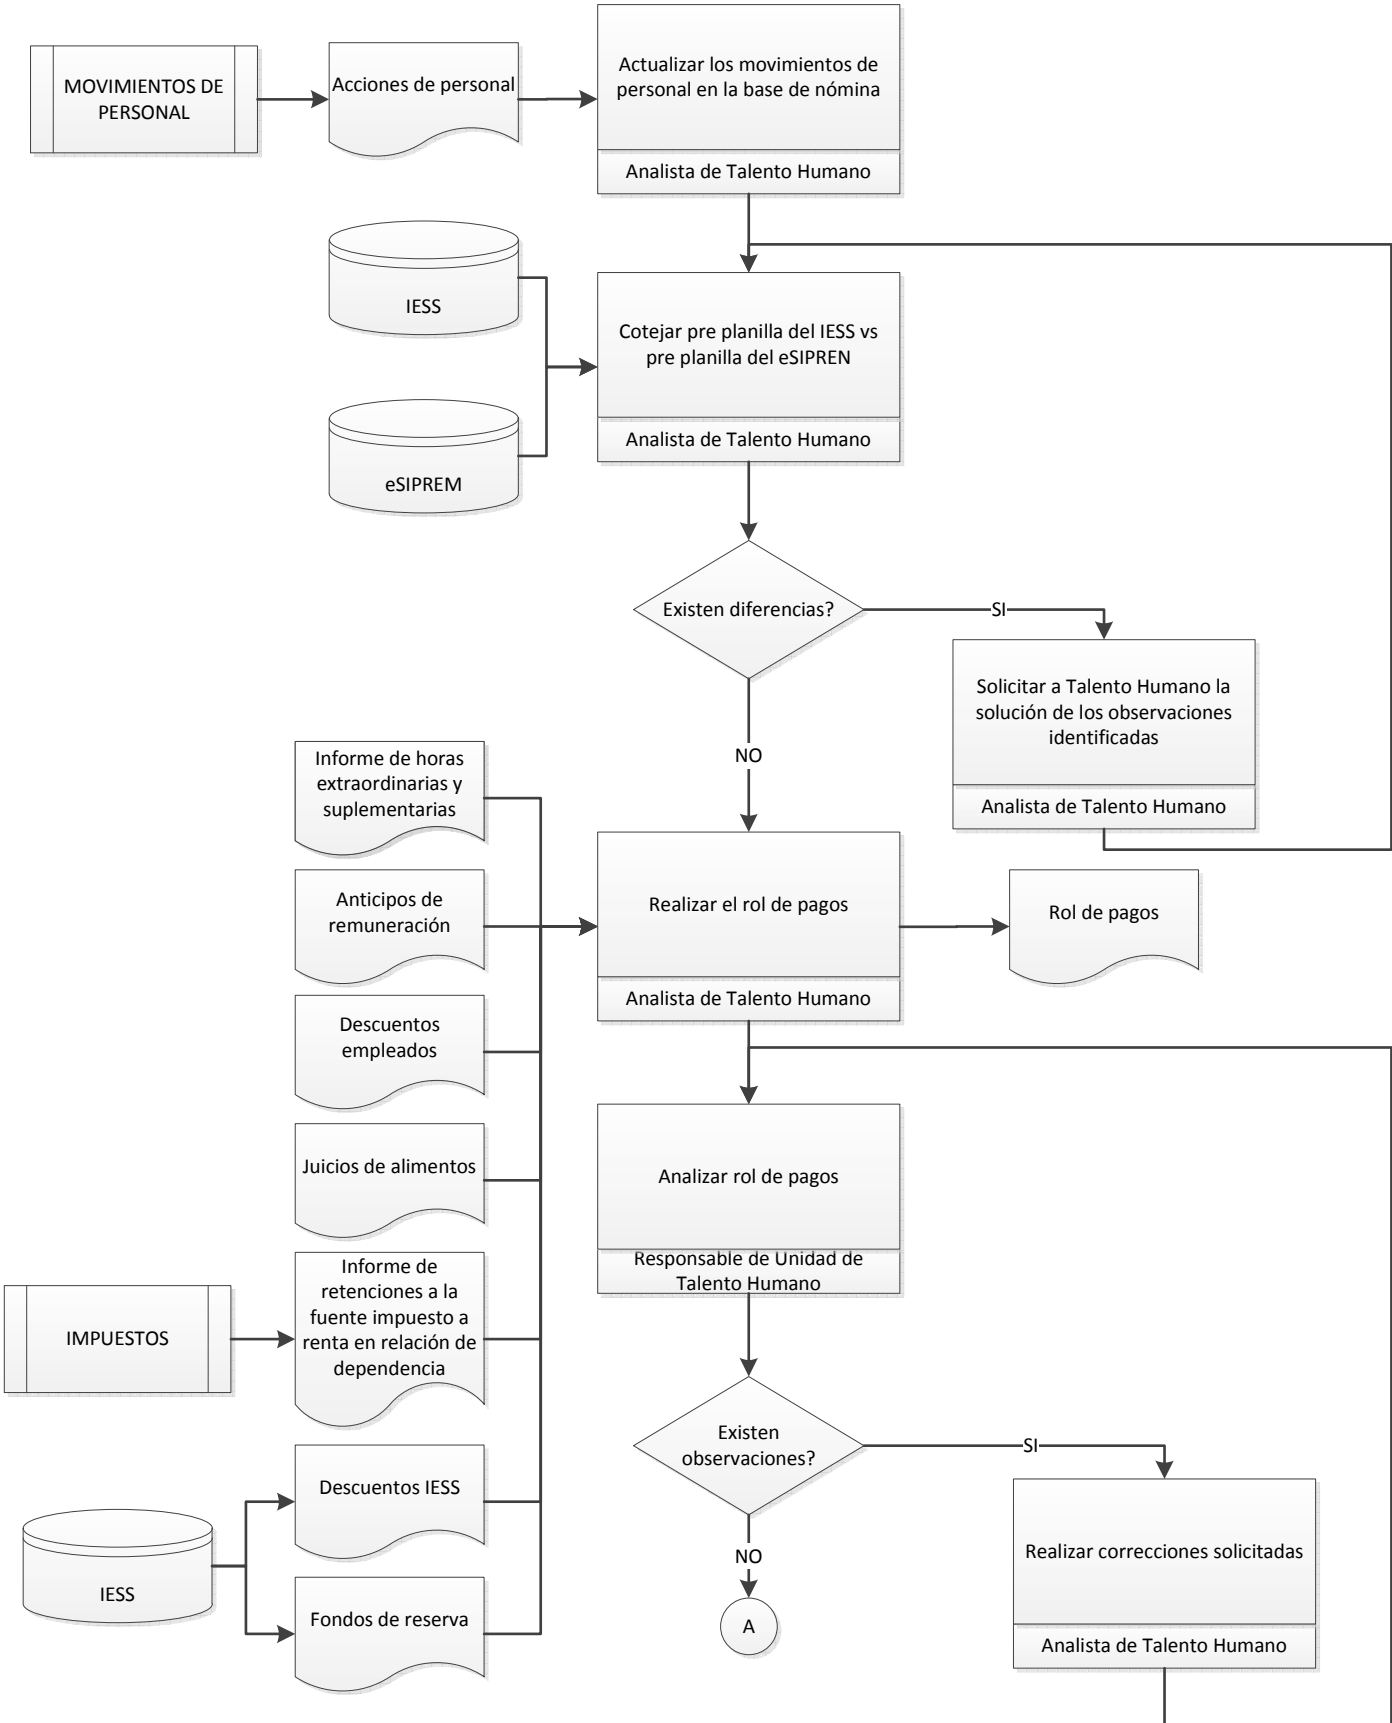 MOVIMIENTOS DE
PERSONAL
Acciones de personal
Actualizar los movimientos de
personal en la base de nómina
Analista de Talento Humano
IESS
eSIPREM
Cotejar pre planilla del IESS vs
pre planilla del eSIPREN
Analista de Talento Humano
Existen diferencias?
SI
Solicitar a Talento Humano la
solución de los observaciones
identificadas
Analista de Talento Humano
NO
Informe de horas
extraordinarias y
suplementarias
Anticipos de
remuneración
Descuentos
empleados
Juicios de alimentos
IMPUESTOS
Informe de
retenciones a la
fuente impuesto a
renta en relación de
dependencia
IESS
Descuentos IESS
Fondos de reserva
Realizar el rol de pagos
Analista de Talento Humano
Rol de pagos
Analizar rol de pagos
Responsable de Unidad de
Talento Humano
Existen
observaciones?
SI
Realizar correcciones solicitadas
Analista de Talento Humano
NO
A